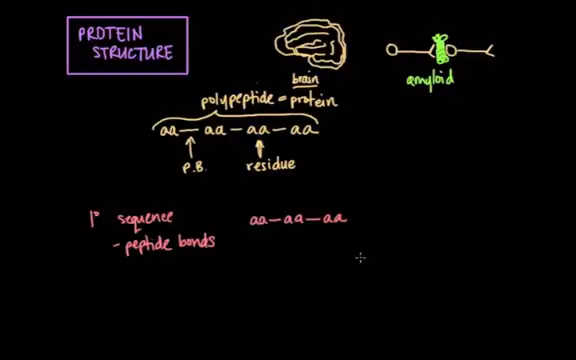 PROTEIN
STRUCTURE
brain
amyloid
polypeptide = protein
aa — aa — aa — aa
P.B.
residue
1° sequence
aa — aa — aa
- peptide bonds